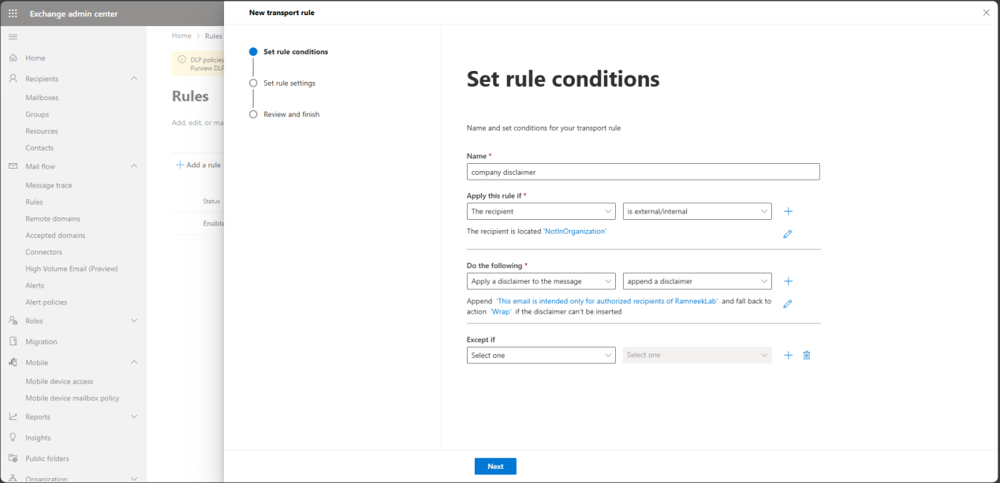 Exchange admin center
Home
Recipients
Mailboxes
Groups
Resources
Contacts
Mail flow
Message trace
Rules
Remote domains
Accepted domains
Connectors
High Volume Email (Preview)
Alerts
Alert policies
Roles
Migration
Mobile
Mobile device access
Mobile device mailbox policy
Reports
Insights
Public folders
Organization
Home > Rules
DLP policies
Purview DLP
Rules
Add, edit, or ma
Add a rule
Status
Enable
New transport rule
Set rule conditions
Set rule settings
Review and finish
Set rule conditions
Name and set conditions for your transport rule
Name *
company disclaimer
Apply this rule if *
The recipient is external/internal
The recipient is located 'NotInOrganization'
Do the following *
Apply a disclaimer to the message append a disclaimer
Append 'This email is intended only for authorized recipients of RamneekLab' and fall back to
action 'Wrap' if the disclaimer can't be inserted
Except if
Select one Select one
Next